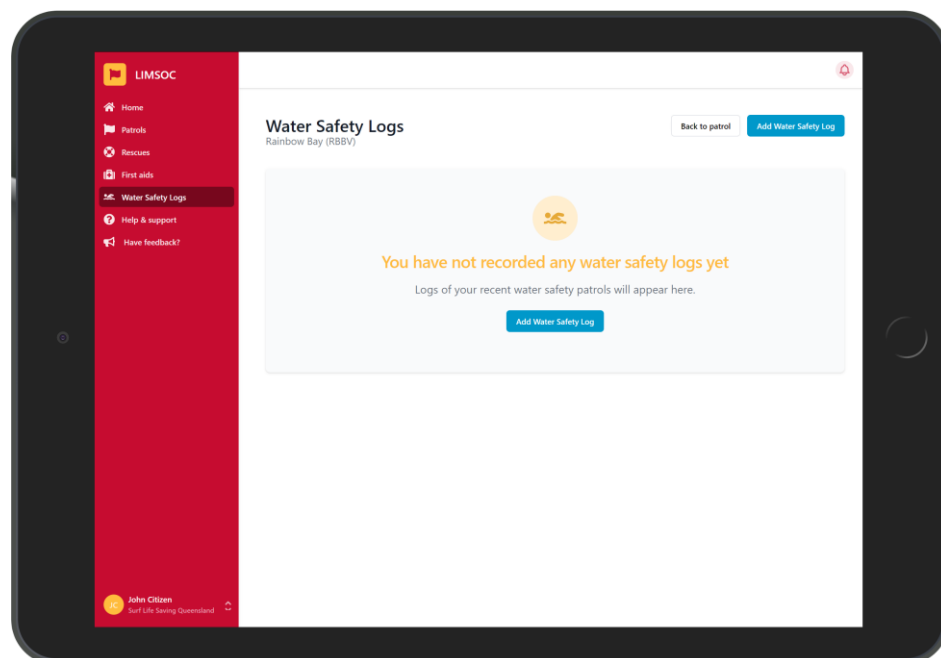 LIMSOC
Home
Patrols
Rescues
First aids
Water Safety Logs
Help & support
Have feedback?
Water Safety Logs
Rainbow Bay (RBBV)
Back to patrol
Add Water Safety Log
You have not recorded any water safety logs yet
Logs of your recent water safety patrols will appear here.
Add Water Safety Log
JC
John Citizen
Surf Life Saving Queensland